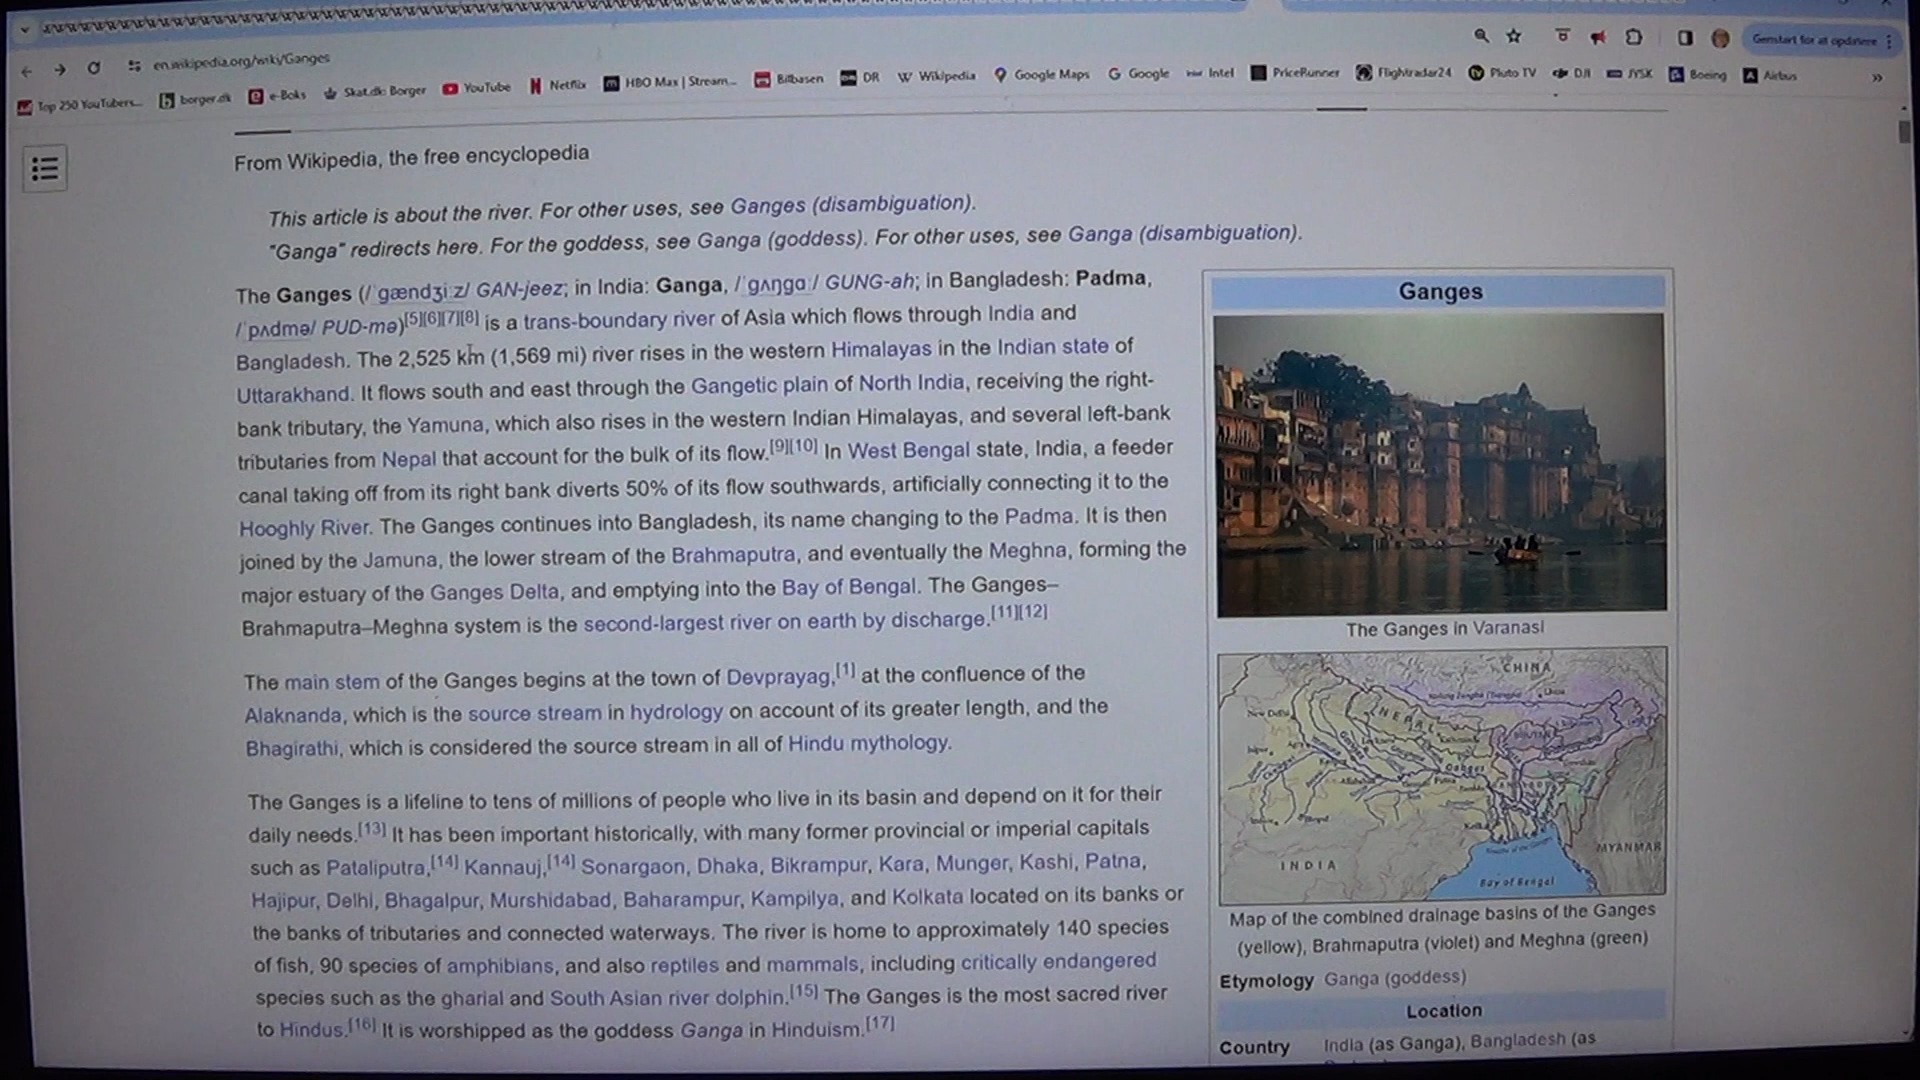 en.wikipedia.org/wiki/Ganges
Genstart for at opdatere
Top 250 YouTubers...
borger.dk
e-Boks
Skat.dk: Borger
YouTube
Netflix
HBO Max | Stream...
Bilbasen
DR
Wikipedia
Google Maps
Google
Intel
PriceRunner
Flightradar24
Pluto TV
DJI
JYSK
Boeing
Airbus
From Wikipedia, the free encyclopedia
This article is about the river. For other uses, see Ganges (disambiguation).
"Ganga" redirects here. For the goddess, see Ganga (goddess). For other uses, see Ganga (disambiguation).
The Ganges (/ˈɡændʒiːz/ GAN-jeez; in India: Ganga, /ˈɡʌŋɡɑː/ GUNG-ah; in Bangladesh: Padma,
/ˈpʌdmə/ PUD-mə)[5][6][7][8] is a trans-boundary river of Asia which flows through India and
Bangladesh. The 2,525 km (1,569 mi) river rises in the western Himalayas in the Indian state of
Uttarakhand. It flows south and east through the Gangetic plain of North India, receiving the right-
bank tributary, the Yamuna, which also rises in the western Indian Himalayas, and several left-bank
tributaries from Nepal that account for the bulk of its flow.[9][10] In West Bengal state, India, a feeder
canal taking off from its right bank diverts 50% of its flow southwards, artificially connecting it to the
Hooghly River. The Ganges continues into Bangladesh, its name changing to the Padma. It is then
joined by the Jamuna, the lower stream of the Brahmaputra, and eventually the Meghna, forming the
major estuary of the Ganges Delta, and emptying into the Bay of Bengal. The Ganges–
Brahmaputra–Meghna system is the second-largest river on earth by discharge.[11][12]
The main stem of the Ganges begins at the town of Devprayag,[1] at the confluence of the
Alaknanda, which is the source stream in hydrology on account of its greater length, and the
Bhagirathi, which is considered the source stream in all of Hindu mythology.
The Ganges is a lifeline to tens of millions of people who live in its basin and depend on it for their
daily needs.[13] It has been important historically, with many former provincial or imperial capitals
such as Pataliputra,[14] Kannauj,[14] Sonargaon, Dhaka, Bikrampur, Kara, Munger, Kashi, Patna,
Hajipur, Delhi, Bhagalpur, Murshidabad, Baharampur, Kampilya, and Kolkata located on its banks or
the banks of tributaries and connected waterways. The river is home to approximately 140 species
of fish, 90 species of amphibians, and also reptiles and mammals, including critically endangered
species such as the gharial and South Asian river dolphin.[15] The Ganges is the most sacred river
to Hindus.[16] It is worshipped as the goddess Ganga in Hinduism.[17]
Ganges
The Ganges in Varanasi
CHINA
Lhasa
New Delhi
NEPAL
BHUTAN
Jaipur
Ganges
Patna
Bhopal
INDIA
MYANMAR
Bay of Bengal
Map of the combined drainage basins of the Ganges
(yellow), Brahmaputra (violet) and Meghna (green)
Etymology Ganga (goddess)
Location
Country India (as Ganga), Bangladesh (as